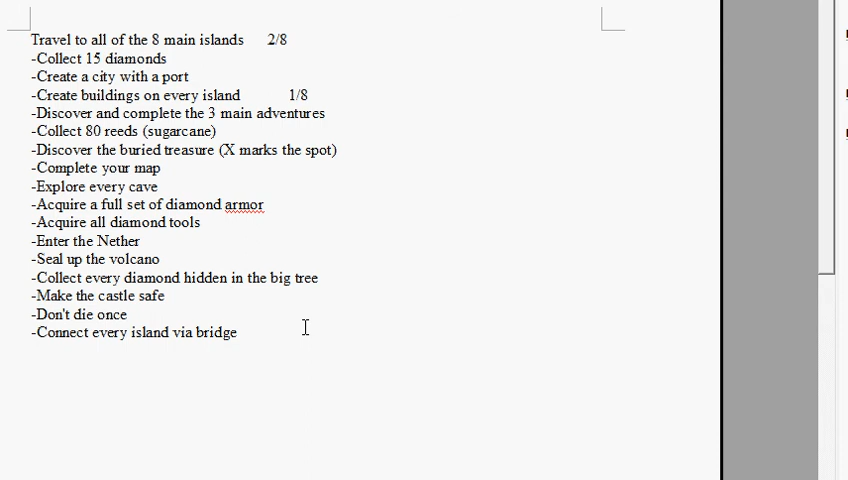 Travel to all of the 8 main islands 2/8
-Collect 15 diamonds
-Create a city with a port
-Create buildings on every island 1/8
-Discover and complete the 3 main adventures
-Collect 80 reeds (sugarcane)
-Discover the buried treasure (X marks the spot)
-Complete your map
-Explore every cave
-Acquire a full set of diamond armor
-Acquire all diamond tools
-Enter the Nether
-Seal up the volcano
-Collect every diamond hidden in the big tree
-Make the castle safe
-Don't die once
-Connect every island via bridge